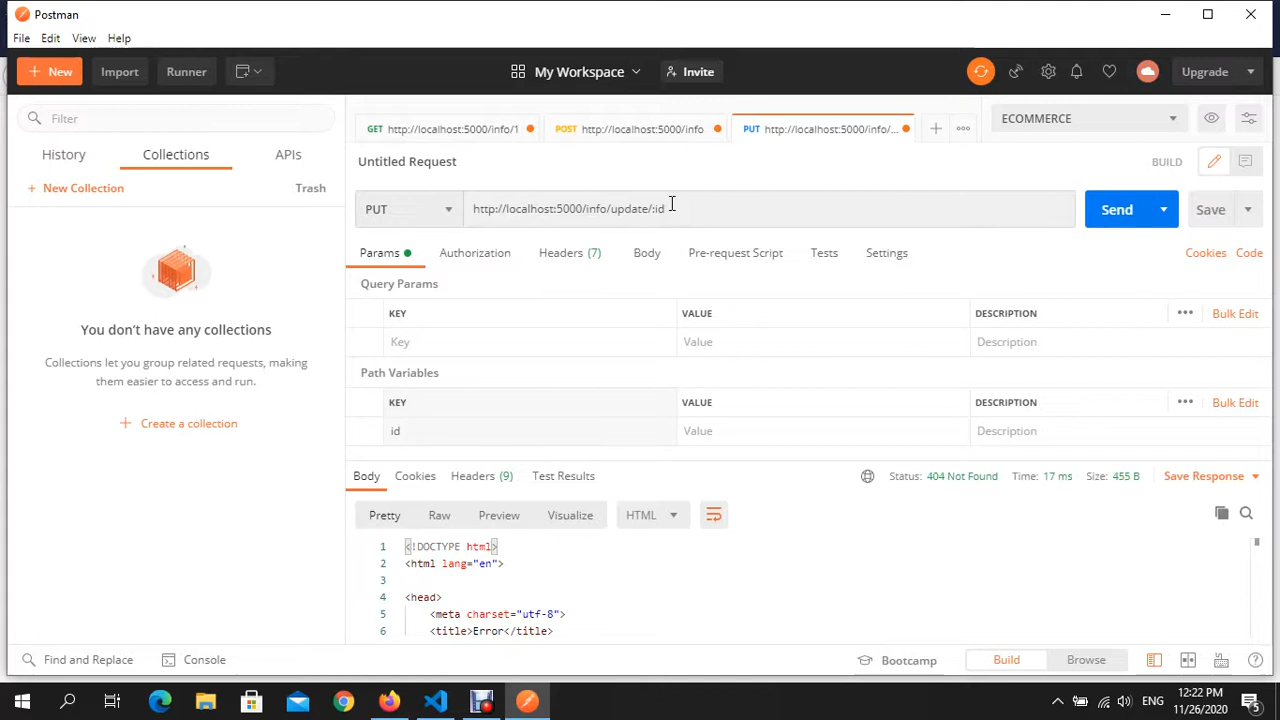 Postman
File Edit View Help
New Import Runner My Workspace Invite Upgrade
Filter
History Collections APIs
New Collection Trash
You don't have any collections
Collections let you group related requests, making
them easier to access and run.
Create a collection
GET http://localhost:5000/info/1 POST http://localhost:5000/info PUT http://localhost:5000/info/... ECOMMERCE
Untitled Request BUILD
PUT http://localhost:5000/info/update/:id Send Save
Params Authorization Headers (7) Body Pre-request Script Tests Settings Cookies Code
Query Params
KEY VALUE DESCRIPTION Bulk Edit
Key Value Description
Path Variables
KEY VALUE DESCRIPTION Bulk Edit
id Value Description
Body Cookies Headers (9) Test Results Status: 404 Not Found Time: 17 ms Size: 455 B Save Response
Pretty Raw Preview Visualize HTML
1 <!DOCTYPE html>
2 <html lang="en">
3
4 <head>
5 <meta charset="utf-8">
6 <title>Error</title>
Find and Replace Console Bootcamp Build Browse
ENG 12:22 PM
11/26/2020 5